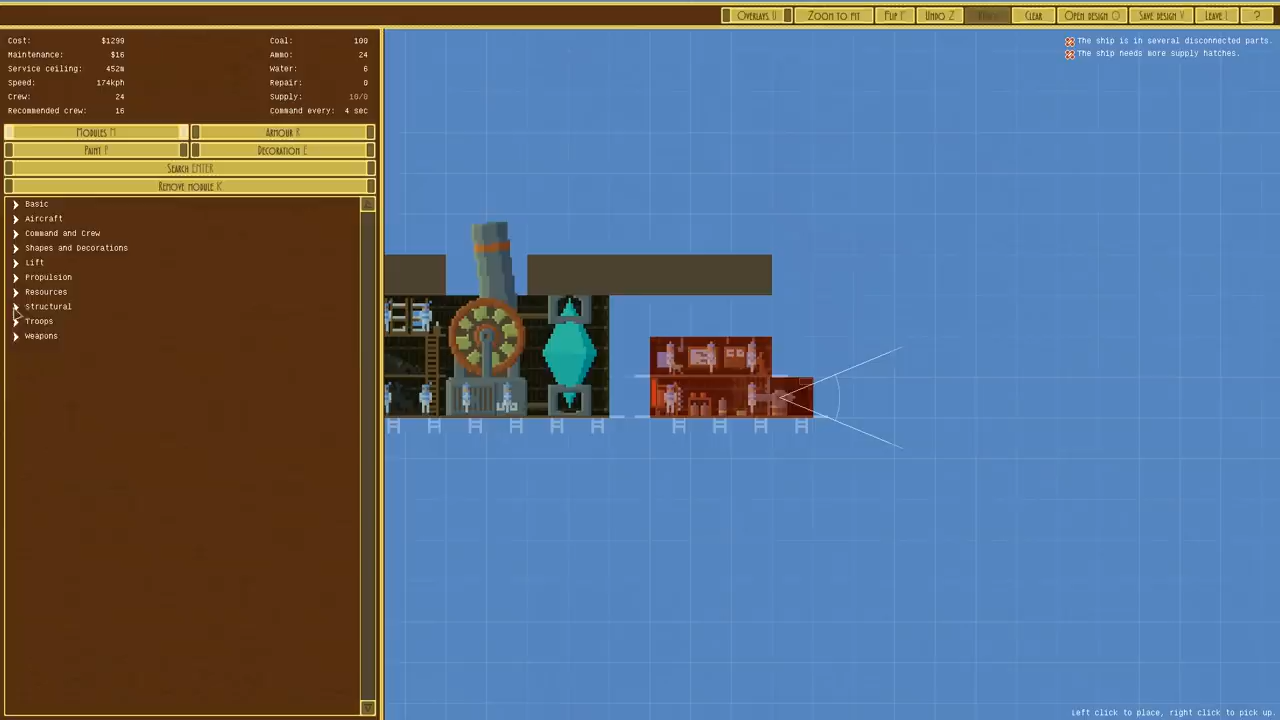 OVERLAYS U ZOOM TO FIT FLIP F UNDO Z CLEAR OPEN DESIGN O SAVE DESIGN V LEAVE L ?
Cost: $1298 Coal: 100
Maintenance: $16 Ammo: 24
Service ceiling: 452m Water: 6
Speed: 174kph Repair: 0
Crew: 24 Supply: 10/0
Recommended crew: 16 Command every: 4 sec
The ship is in several disconnected parts.
The ship needs more supply hatches.
MODULES M ARMOUR R
PAINT P DECORATION E
SEARCH ENTER
REMOVE MODULE K
Basic
Aircraft
Command and Crew
Shapes and Decorations
Lift
Propulsion
Resources
Structural
Troops
Weapons
Left click to place, right click to pick up.